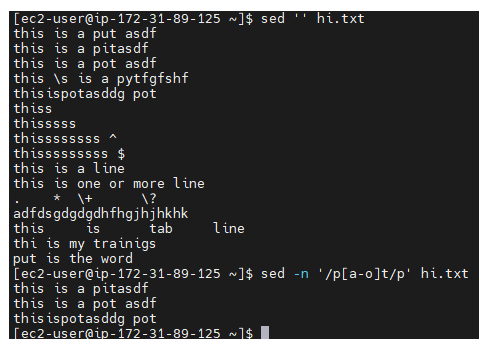 [ec2-user@ip-172-31-89-125 ~]$ sed '' hi.txt
this is a put asdf
this is a pitasdf
this is a pot asdf
this \s is a pytfgfshf
thisispotasddg pot
thiss
thisssss
thissssssss ^
thisssssssss $
this is a line
this is one or more line
.    *  \+      \?
adfdsgdgdgdhfhgjhjhkhk
this     is      tab     line
thi is my trainigs
put is the word
[ec2-user@ip-172-31-89-125 ~]$ sed -n '/p[a-o]t/p' hi.txt
this is a pitasdf
this is a pot asdf
thisispotasddg pot
[ec2-user@ip-172-31-89-125 ~]$